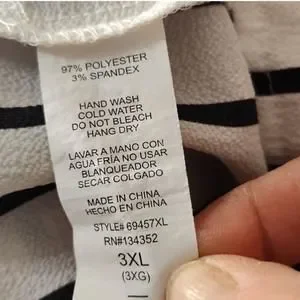 97% POLYESTER
3% SPANDEX
HAND WASH
COLD WATER
DO NOT BLEACH
HANG DRY
LAVAR A MANO CON
AGUA FRIA NO USAR
BLANQUEADOR
SECAR COLGADO
MADE IN CHINA
HECHO EN CHINA
STYLE# 69457XL
RN#134352
3XL
(3XG)